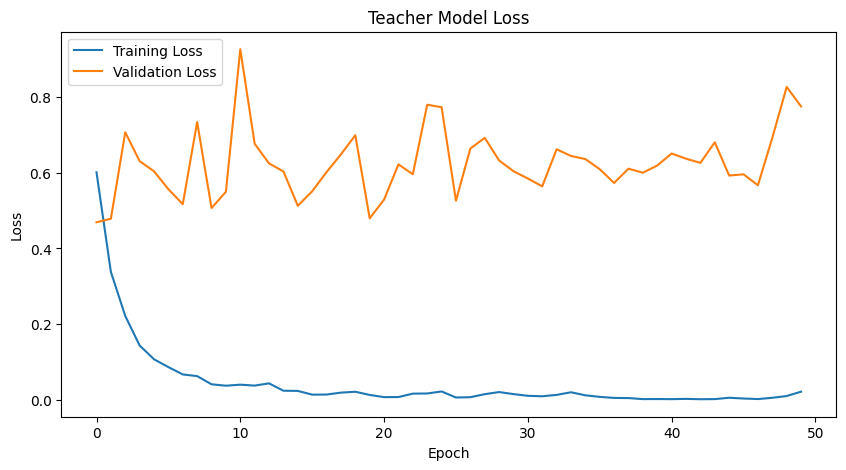 Teacher Model Loss
Training Loss
Validation Loss
Loss
0.8
0.6
0.4
0.2
0.0
0 10 20 30 40 50
Epoch